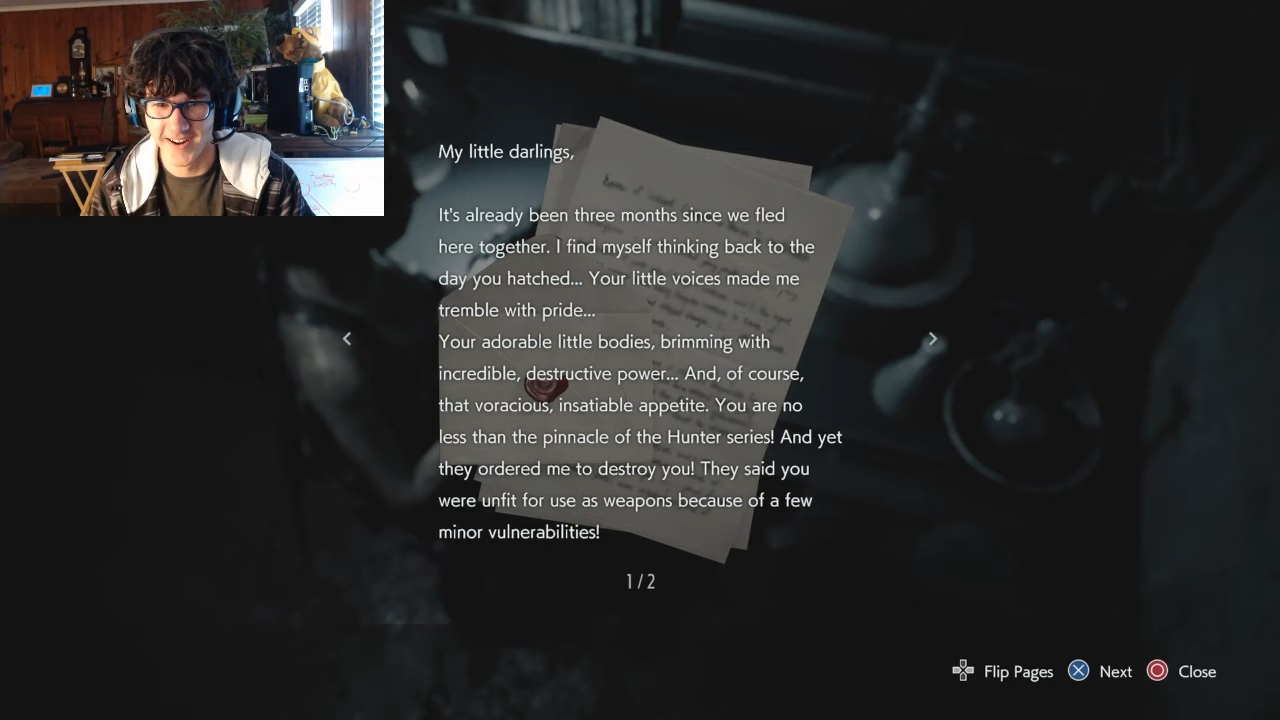 My little darlings,
It's already been three months since we fled
here together. I find myself thinking back to the
day you hatched... Your little voices made me
tremble with pride...
Your adorable little bodies, brimming with
incredible, destructive power... And, of course,
that voracious, insatiable appetite. You are no
less than the pinnacle of the Hunter series! And yet
they ordered me to destroy you! They said you
were unfit for use as weapons because of a few
minor vulnerabilities!
1 / 2
Flip Pages Next Close